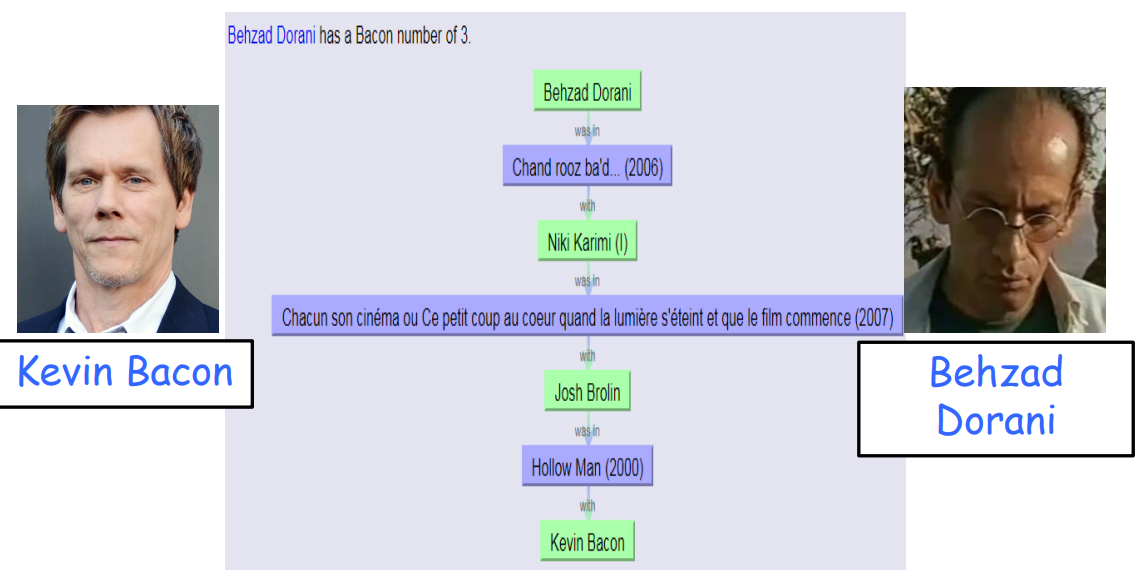 Behzad Dorani has a Bacon number of 3.
Behzad Dorani
was in
Chand rooz ba'd... (2006)
with
Niki Karimi (I)
was in
Chacun son cinéma ou Ce petit coup au coeur quand la lumière s'éteint et que le film commence (2007)
with
Josh Brolin
was in
Hollow Man (2000)
with
Kevin Bacon
Kevin Bacon
Behzad
Dorani